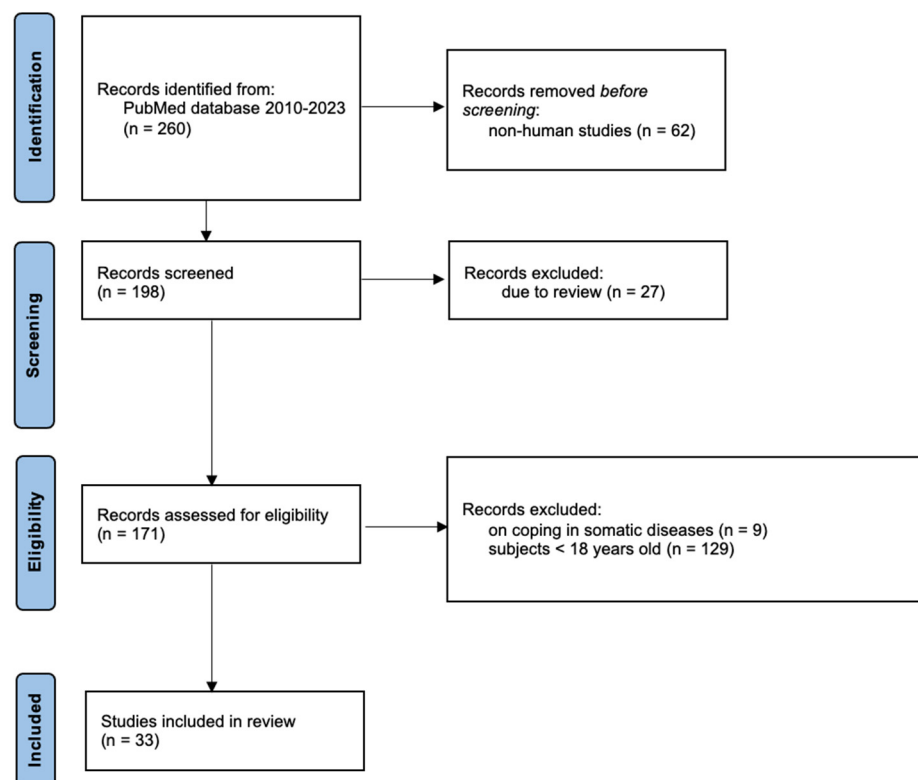 Identification
Records identified from:
PubMed database 2010-2023
(n = 260)
Records removed before
screening:
non-human studies (n = 62)
Screening
Records screened
(n = 198)
Records excluded:
due to review (n = 27)
Eligibility
Records assessed for eligibility
(n = 171)
Records excluded:
on coping in somatic diseases (n = 9)
subjects < 18 years old (n = 129)
Included
Studies included in review
(n = 33)